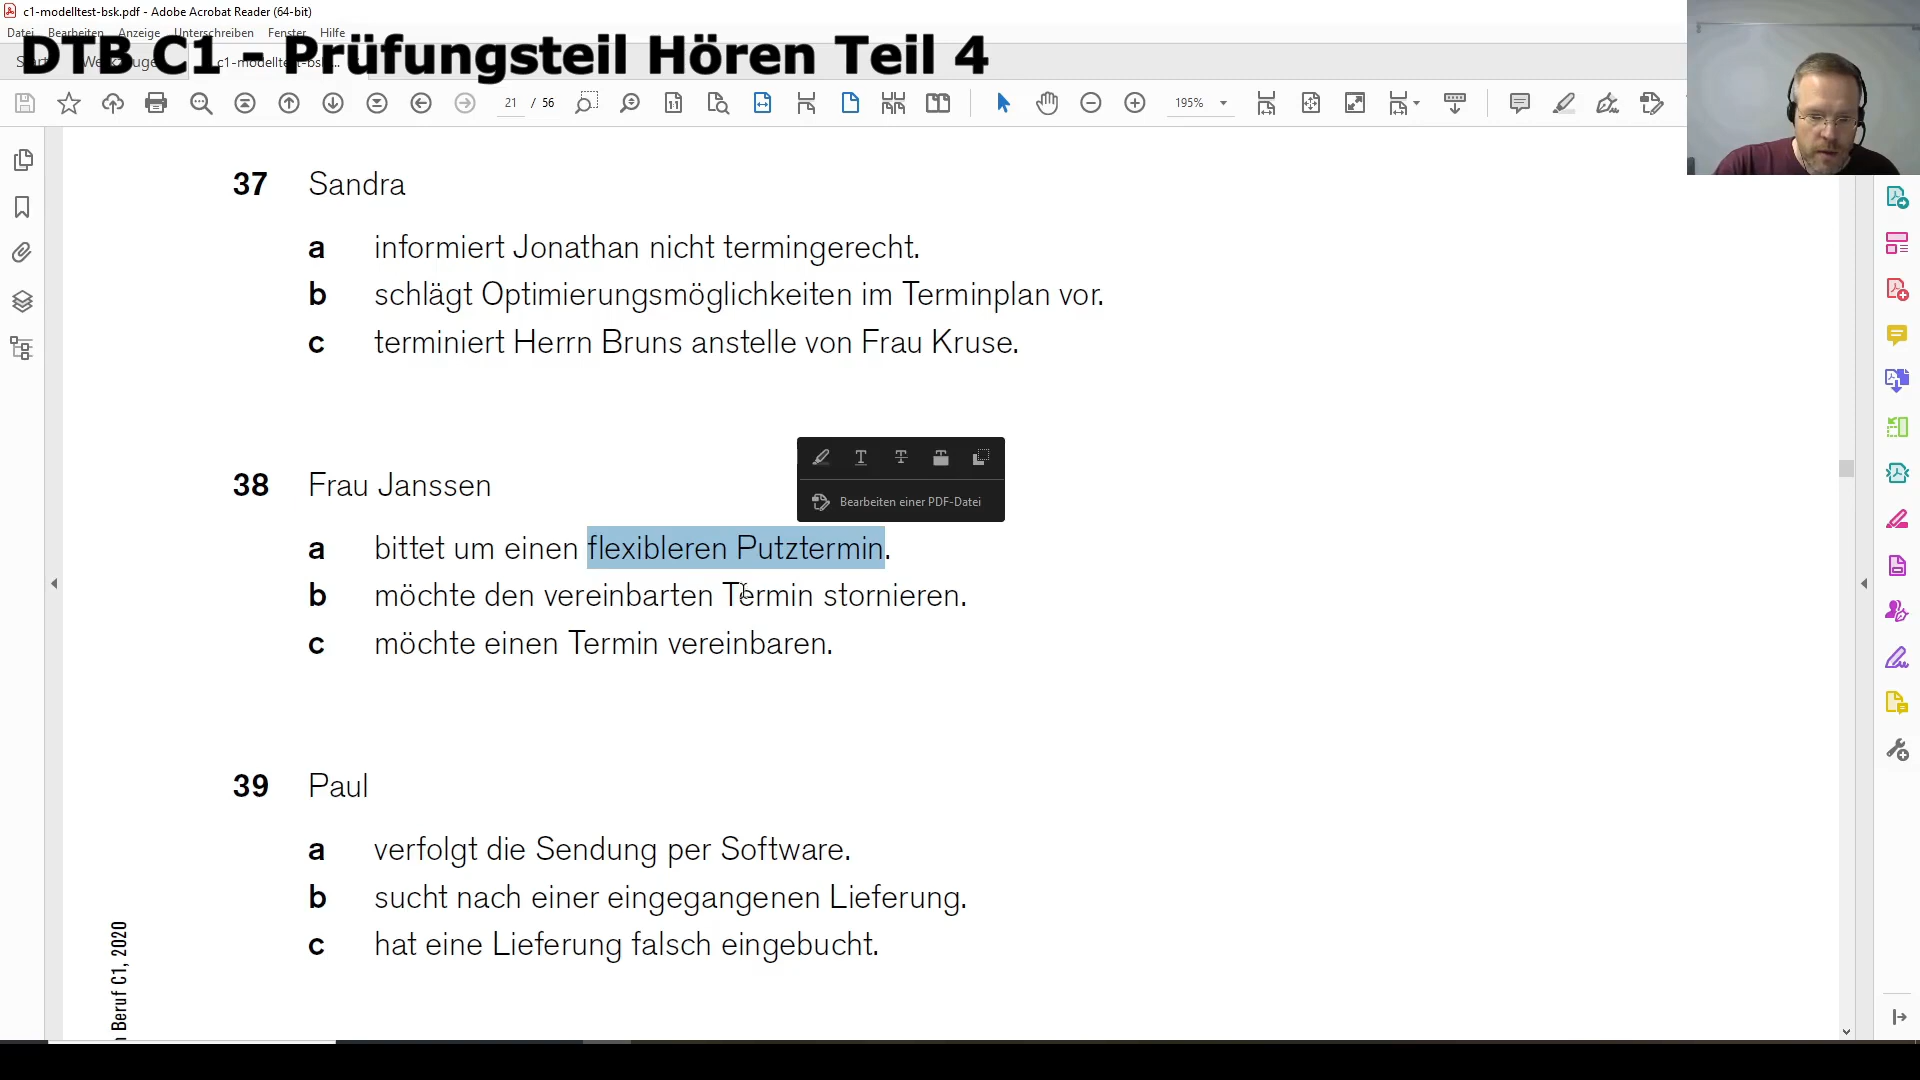 c1-modelltest-bsk.pdf - Adobe Acrobat Reader (64-bit)
Datei Bearbeiten Anzeige Unterschreiben Fenster Hilfe
DTB C1 - Prüfungsteil Hören Teil 4
21 / 56
195%
37 Sandra
a informiert Jonathan nicht termingerecht.
b schlägt Optimierungsmöglichkeiten im Terminplan vor.
c terminiert Herrn Bruns anstelle von Frau Kruse.
Bearbeiten einer PDF-Datei
38 Frau Janssen
a bittet um einen flexibleren Putztermin.
b möchte den vereinbarten Termin stornieren.
c möchte einen Termin vereinbaren.
39 Paul
a verfolgt die Sendung per Software.
b sucht nach einer eingegangenen Lieferung.
c hat eine Lieferung falsch eingebucht.
Beruf C1, 2020